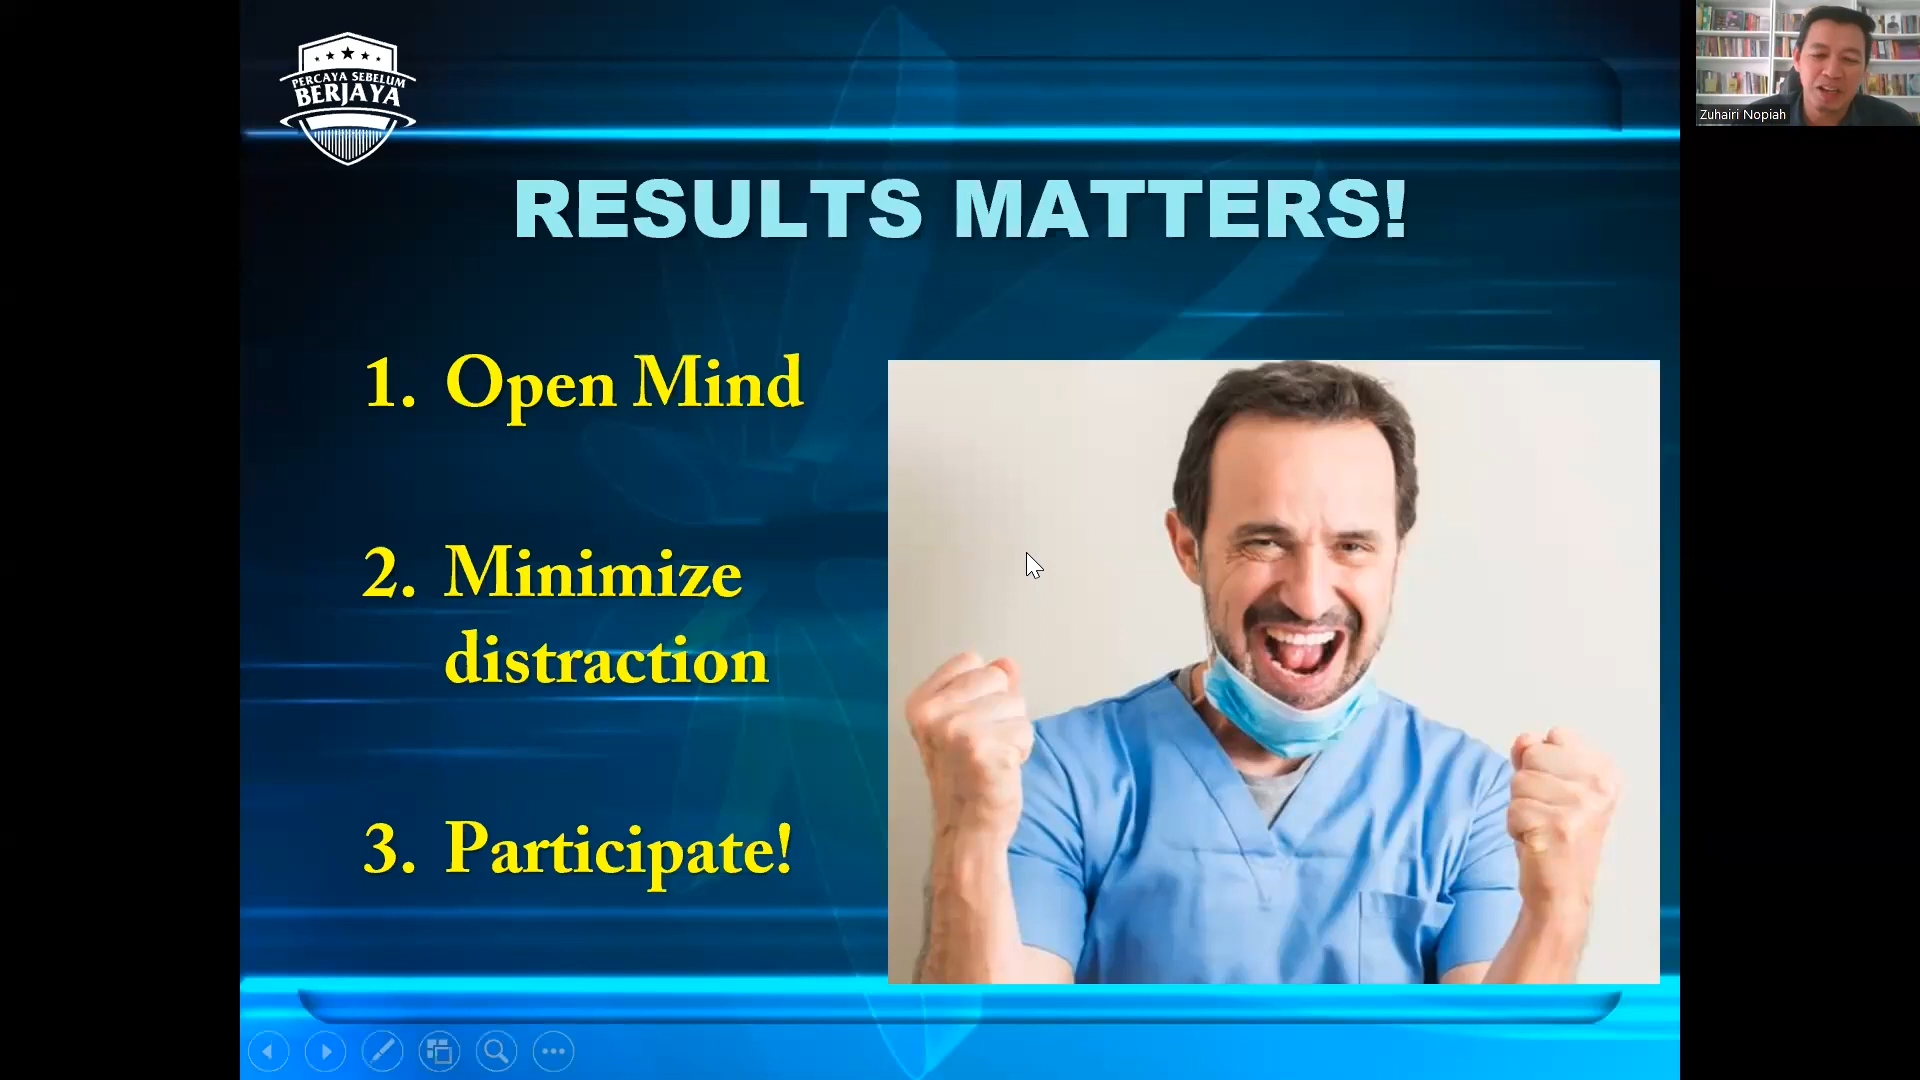 PERCAYA SEBELUM
BERJAYA
Zuhairi Nopiah
RESULTS MATTERS!
1. Open Mind
2. Minimize
distraction
3. Participate!